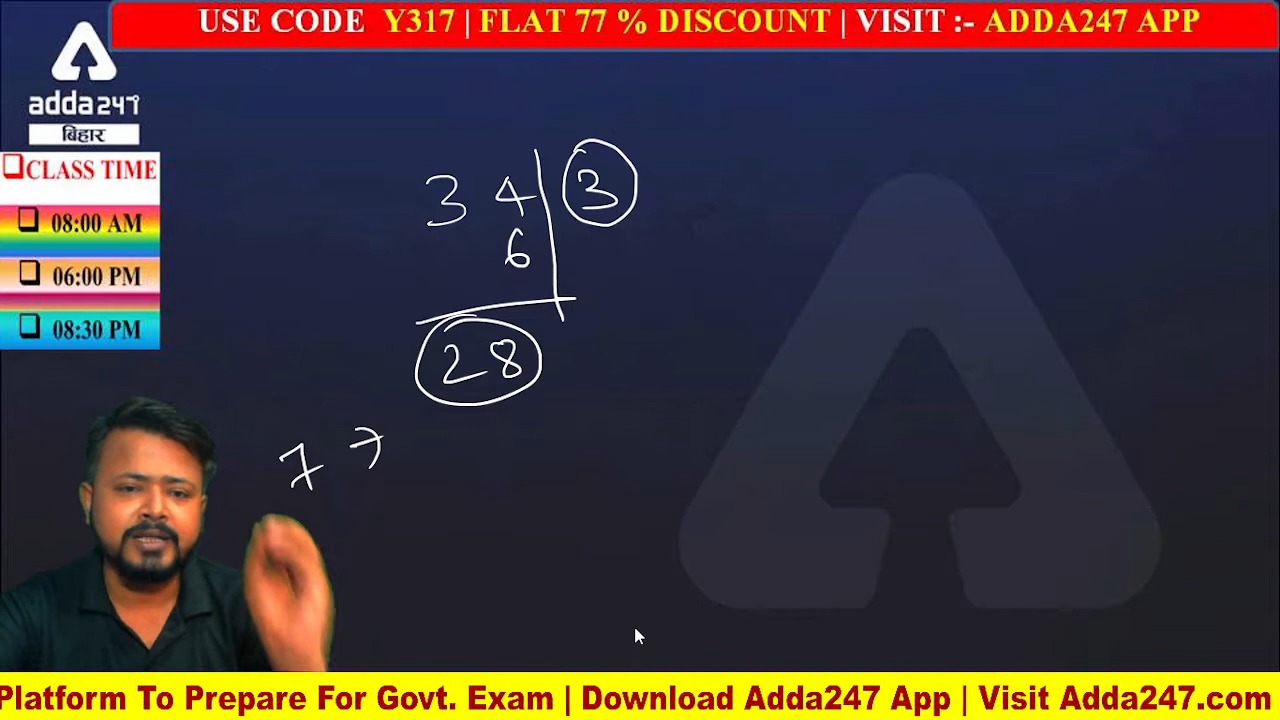 USE CODE Y317 | FLAT 77 % DISCOUNT | VISIT :- ADDA247 APP
adda247
बिहार
CLASS TIME
08:00 AM
06:00 PM
08:30 PM
3 4 3
6
28
7 →
Platform To Prepare For Govt. Exam | Download Adda247 App | Visit Adda247.com